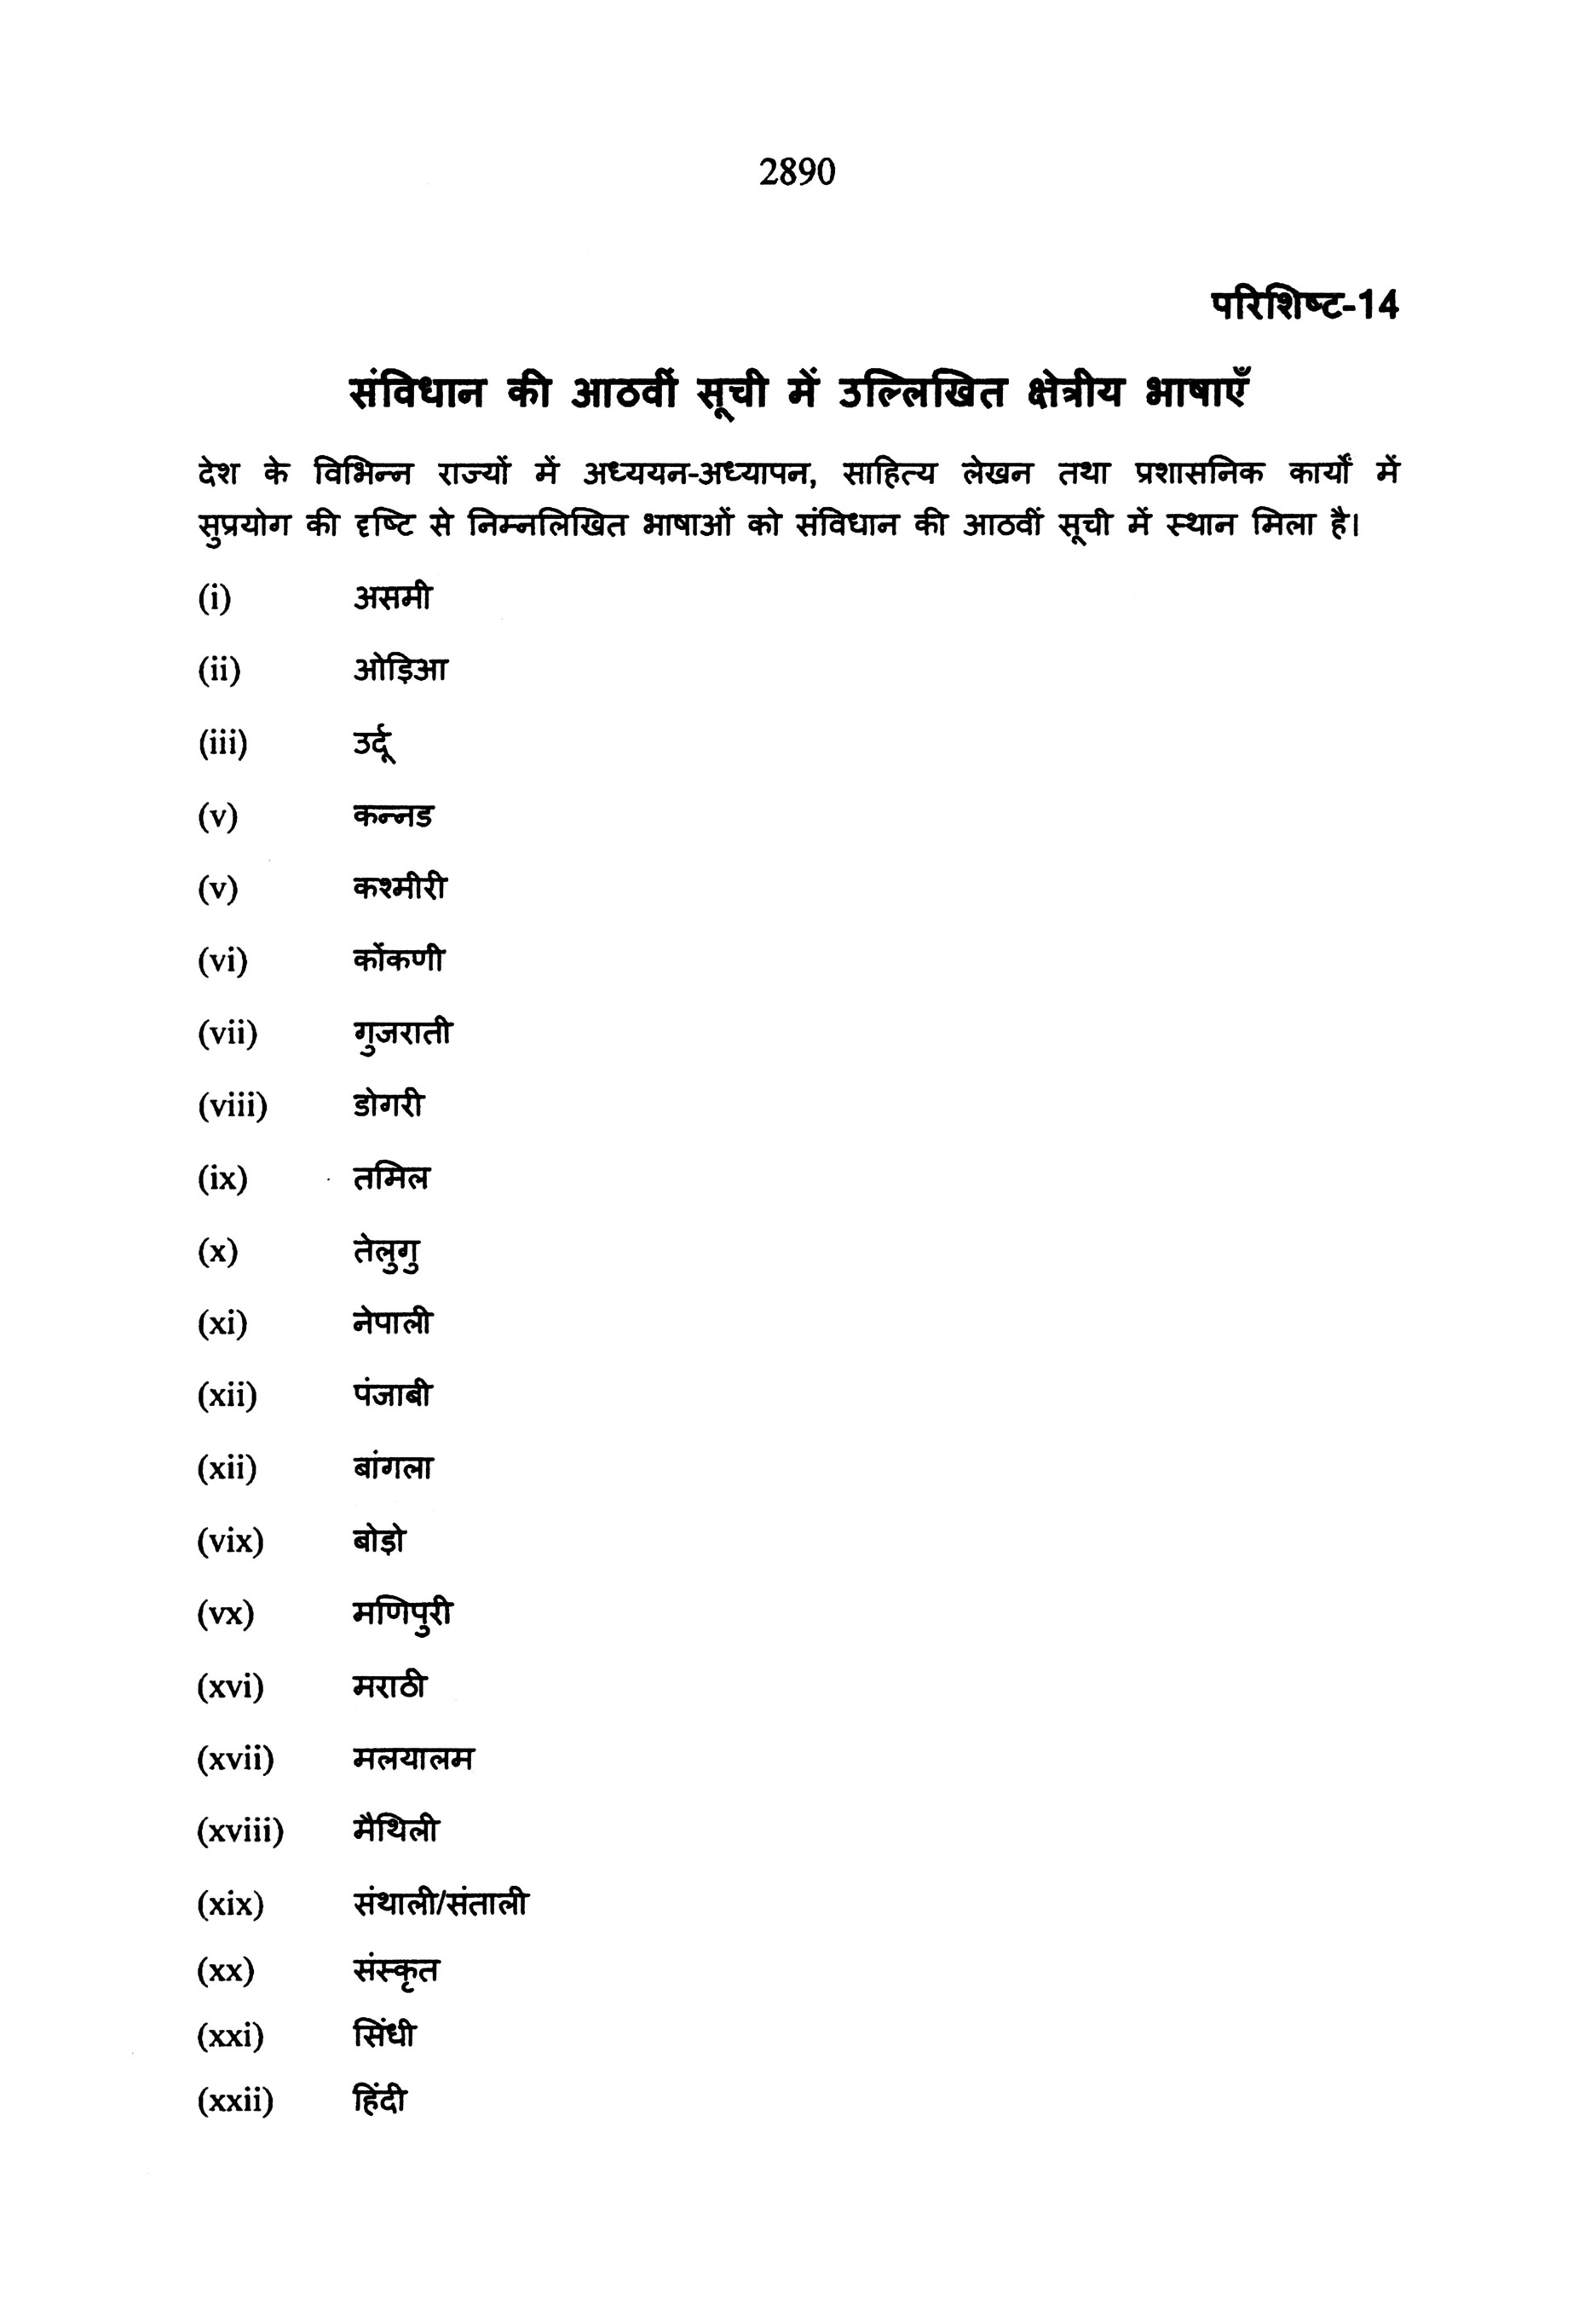 2890
परिशिष्ट-14
संविधान की आठवीं सूची में उल्लिखित क्षेत्रीय भाषाएँ
देश के विभिन्न राज्यों में अध्ययन-अध्यापन, साहित्य लेखन तथा प्रशासनिक कार्यों में
सुप्रयोग की दृष्टि से निम्नलिखित भाषाओं को संविधान की आठवीं सूची में स्थान मिला है।
(i) असमी
(ii) ओड़िआ
(iii) उर्दू
(v) कन्नड
(v) कश्मीरी
(vi) कोंकणी
(vii) गुजराती
(viii) डोगरी
(ix) तमिल
(x) तेलुगु
(xi) नेपाली
(xii) पंजाबी
(xii) बांगला
(vix) बोड़ो
(vx) मणिपुरी
(xvi) मराठी
(xvii) मलयालम
(xviii) मैथिली
(xix) संथाली/संताली
(xx) संस्कृत
(xxi) सिंधी
(xxii) हिंदी